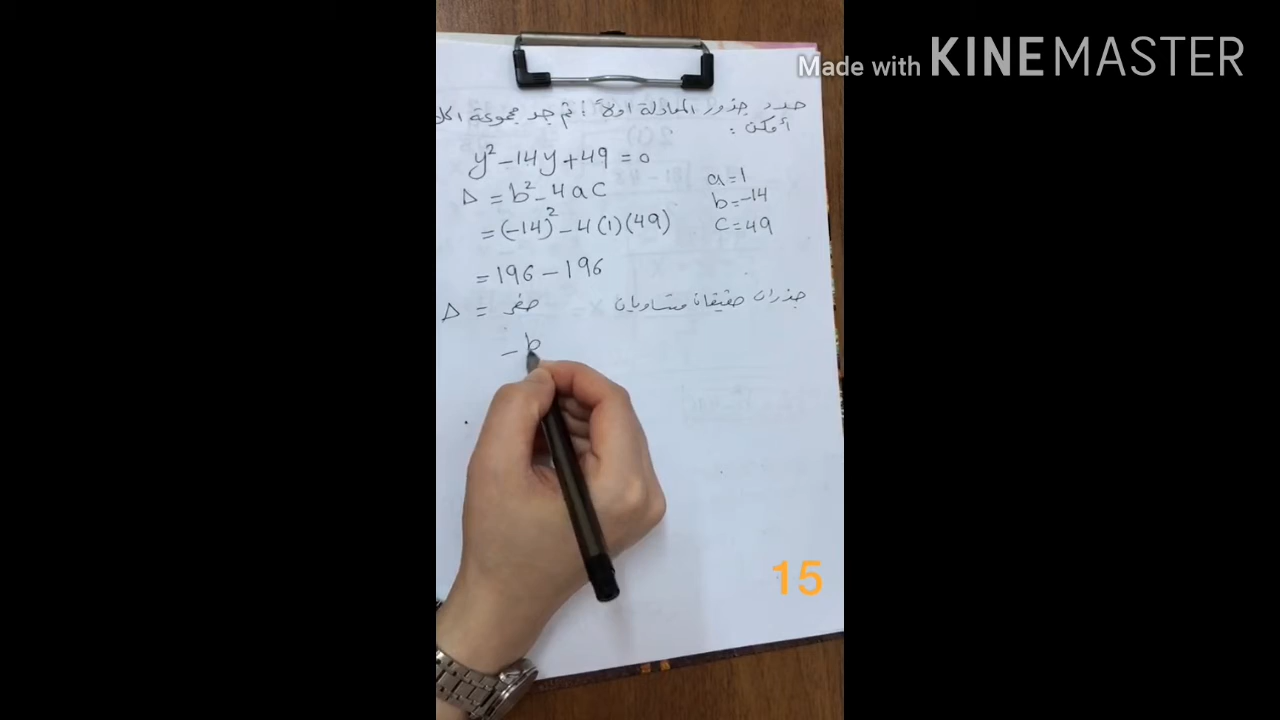 Made with KINEMASTER
حدد جذور المعادلة اولاً ! ثم جد مجموعة
أمكن :
y² - 14y + 49 = 0
Δ = b² - 4ac
a = 1
b = -14
= (-14)² - 4(1)(49)
c = 49
= 196 - 196
Δ = صفر جذران حقيقان متساويان
- b
15